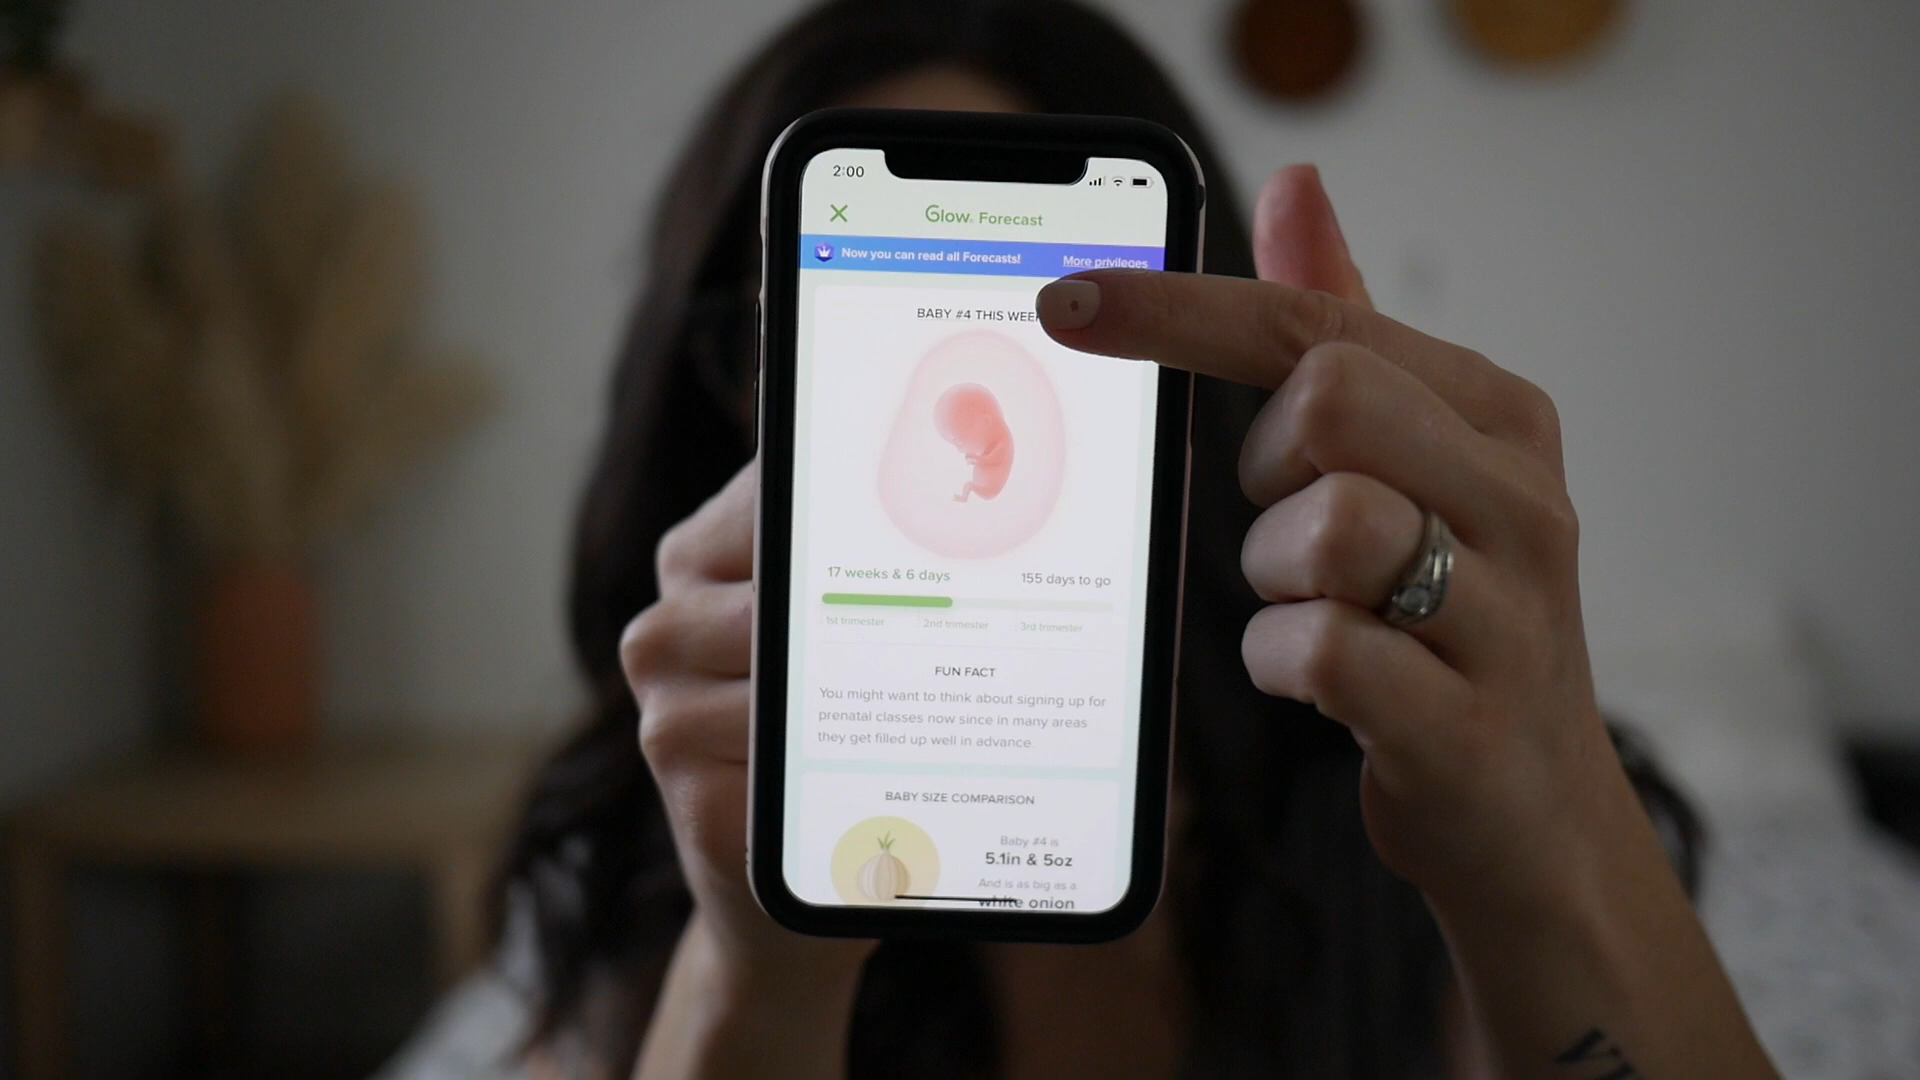 2:00
Glow. Forecast
Now you can read all Forecasts! More privileges
BABY #4 THIS WEE
17 weeks & 6 days 155 days to go
1st trimester 2nd trimester 3rd trimester
FUN FACT
You might want to think about signing up for
prenatal classes now since in many areas
they get filled up well in advance.
BABY SIZE COMPARISON
Baby #4 is
5.1in & 5oz
And is as big as a
white onion